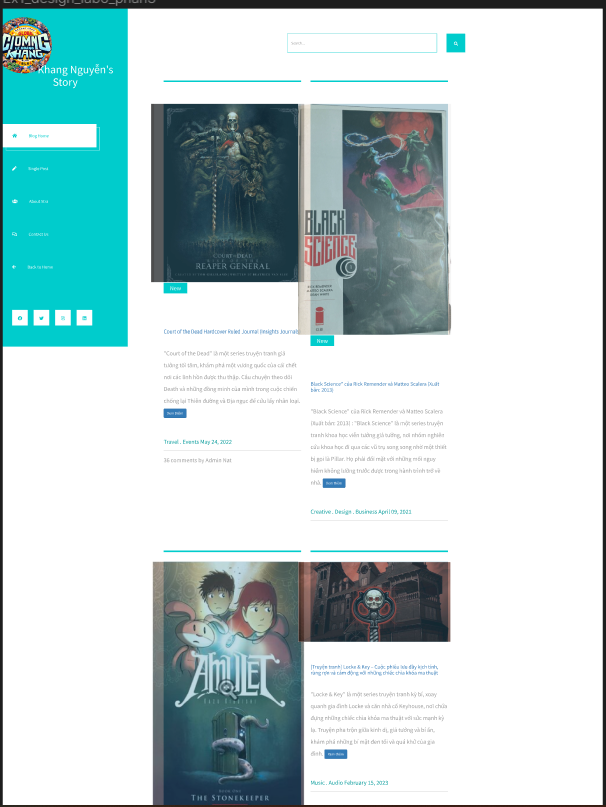 Ex1_design_labo_phan3
Khang Nguyễn's
Story
Blog Home
Single Post
About Xtra
Contact Us
Back to Home
Search...
COURT OF DEAD
REAPER GENERAL
New
Court of the Dead Hardcover Ruled Journal (Insights Journals)
"Court of the Dead" là một series truyện tranh giả
tưởng tối tăm, khám phá một vương quốc của cái chết
nơi các linh hồn được thu thập. Câu chuyện theo dõi
Death và những đồng minh của mình trong cuộc chiến
chống lại Thiên đường và Địa ngục để cứu lấy nhân loại.
Xem thêm
Travel . Events May 24, 2022
36 comments by Admin Nat
BLACK
SCIENCE
New
Black Science" của Rick Remender và Matteo Scalera (Xuất
bản: 2013)
"Black Science" của Rick Remender và Matteo Scalera
(Xuất bản: 2013) : "Black Science" là một series truyện
tranh khoa học viễn tưởng giả tưởng, nơi nhóm nghiên
cứu khoa học đi qua các vũ trụ song song nhờ một thiết
bị gọi là Pillar. Họ phải đối mặt với những mối nguy
hiểm không lường trước được trong hành trình trở về
nhà. Xem thêm
Creative . Design . Business April 09, 2021
AMULET
BOOK ONE
THE STONEKEEPER
[Truyện tranh] Locke & Key – Cuộc phiêu lưu đầy kịch tính,
rùng rợn và cảm động với những chiếc chìa khóa ma thuật
"Locke & Key" là một series truyện tranh kỳ bí, xoay
quanh gia đình Locke và căn nhà cổ Keyhouse, nơi chứa
đựng những chiếc chìa khóa ma thuật với sức mạnh kỳ
lạ. Truyện pha trộn giữa kinh dị, giả tưởng và bí ẩn,
khám phá những bí mật đen tối và quá khứ của gia
đình. Xem thêm
Music . Audio February 15, 2023